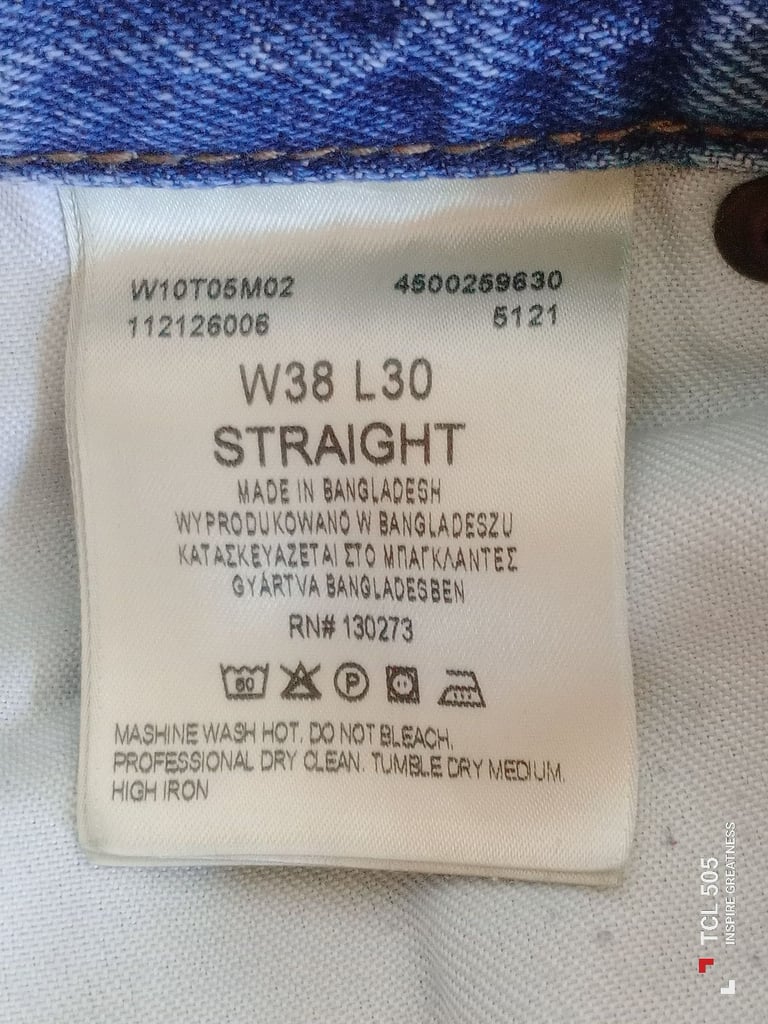 W10T05M02 4500259630
112126006 5121
W38 L30
STRAIGHT
MADE IN BANGLADESH
WYPRODUKOWANO W BANGLADESZU
ΚΑΤΑΣΚΕΥΑΖΕΤΑΙ ΣΤΟ ΜΠΑΓΚΛΑΝΤΕΣ
GYÁRTVA BANGLADESBEN
RN# 130273
60 P
MASHINE WASH HOT. DO NOT BLEACH.
PROFESSIONAL DRY CLEAN. TUMBLE DRY MEDIUM.
HIGH IRON
TCL 505
INSPIRE GREATNESS